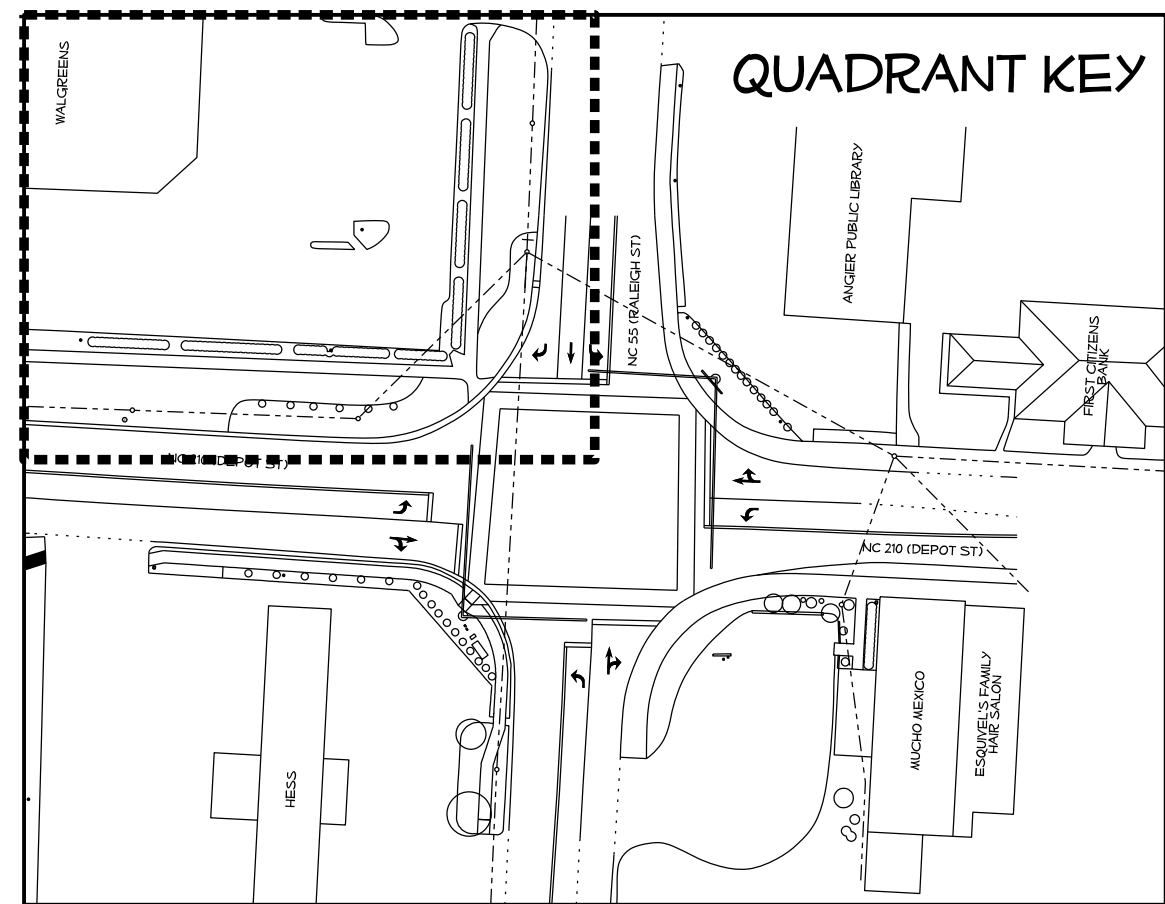 QUADRANT KEY
WALGREENS
NC 55 (RALEIGH ST)
ANGIER PUBLIC LIBRARY
FIRST CITIZENS
BANK
NC 210 (DEPOT ST)
NC 210 (DEPOT ST)
HESS
MUCHO MEXICO
ESQUIVEL'S FAMILY
HAIR SALON